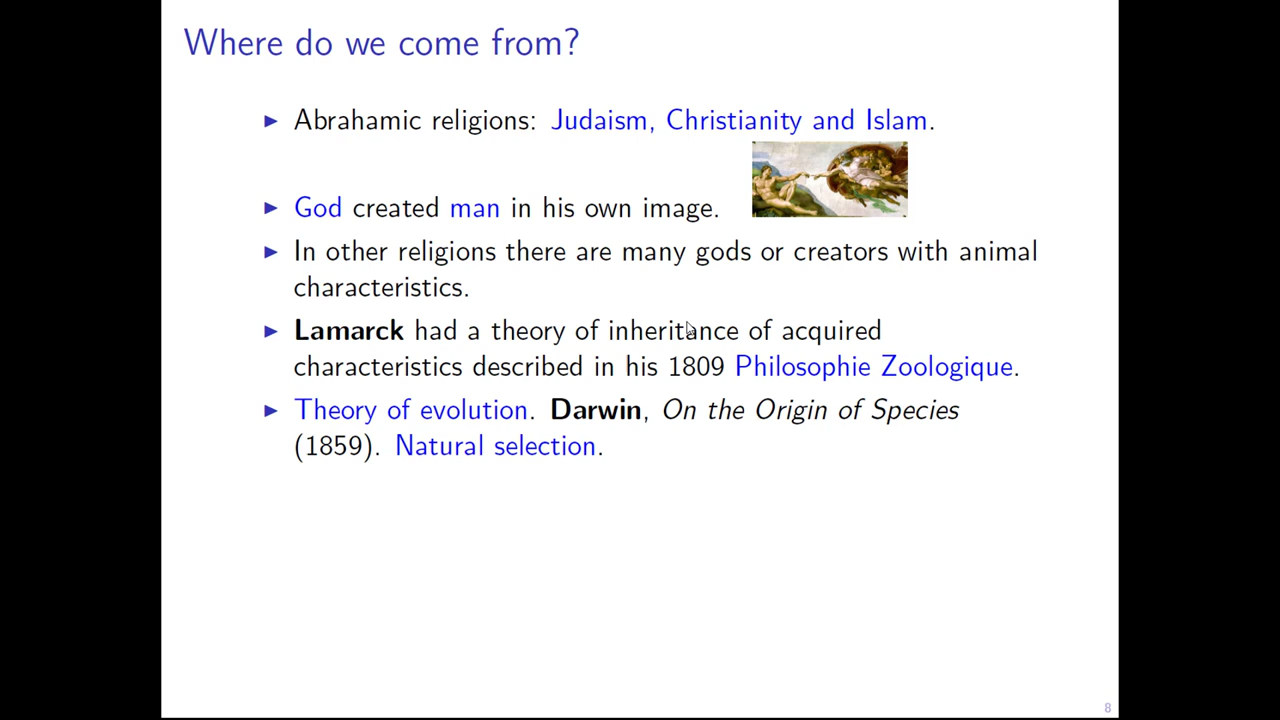 Where do we come from?
▶ Abrahamic religions: Judaism, Christianity and Islam.
▶ God created man in his own image.
▶ In other religions there are many gods or creators with animal
characteristics.
▶ Lamarck had a theory of inheritance of acquired
characteristics described in his 1809 Philosophie Zoologique.
▶ Theory of evolution. Darwin, On the Origin of Species
(1859). Natural selection.
8